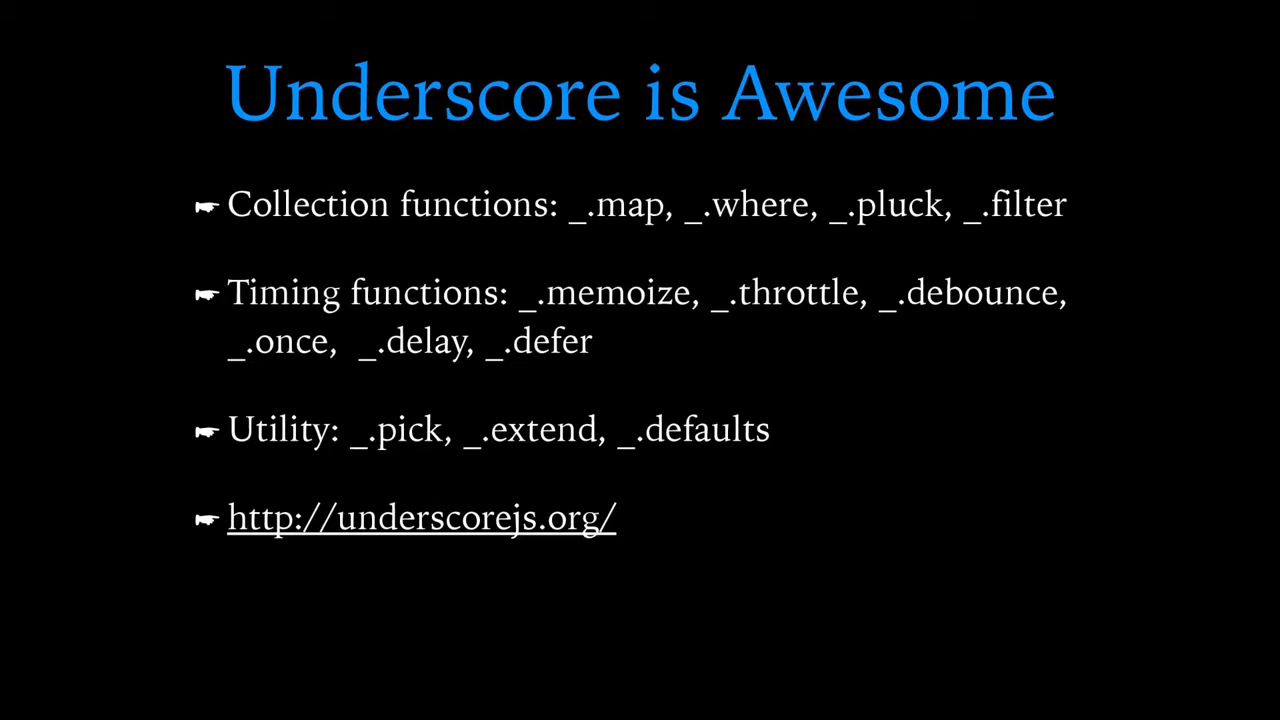 Underscore is Awesome
☛ Collection functions: _.map, _.where, _.pluck, _.filter
☛ Timing functions: _.memoize, _.throttle, _.debounce,
_.once, _.delay, _.defer
☛ Utility: _.pick, _.extend, _.defaults
☛ http://underscorejs.org/